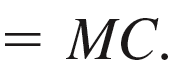 = MC.